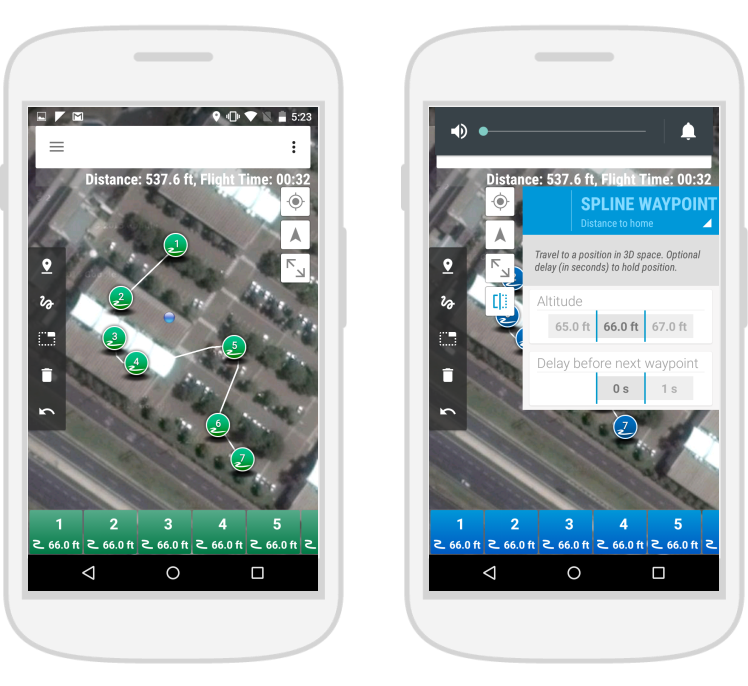 5:23
Distance: 537.6 ft, Flight Time: 00:32
1
2
3
4
5
6
7
1 2 3 4 5
66.0 ft 66.0 ft 66.0 ft 66.0 ft 66.0 ft
Distance: 537.6 ft, Flight Time: 00:32
SPLINE WAYPOINT
Distance to home
Travel to a position in 3D space. Optional
delay (in seconds) to hold position.
Altitude
65.0 ft 66.0 ft 67.0 ft
Delay before next waypoint
0 s 1 s
7
1 2 3 4 5
66.0 ft 66.0 ft 66.0 ft 66.0 ft 66.0 ft